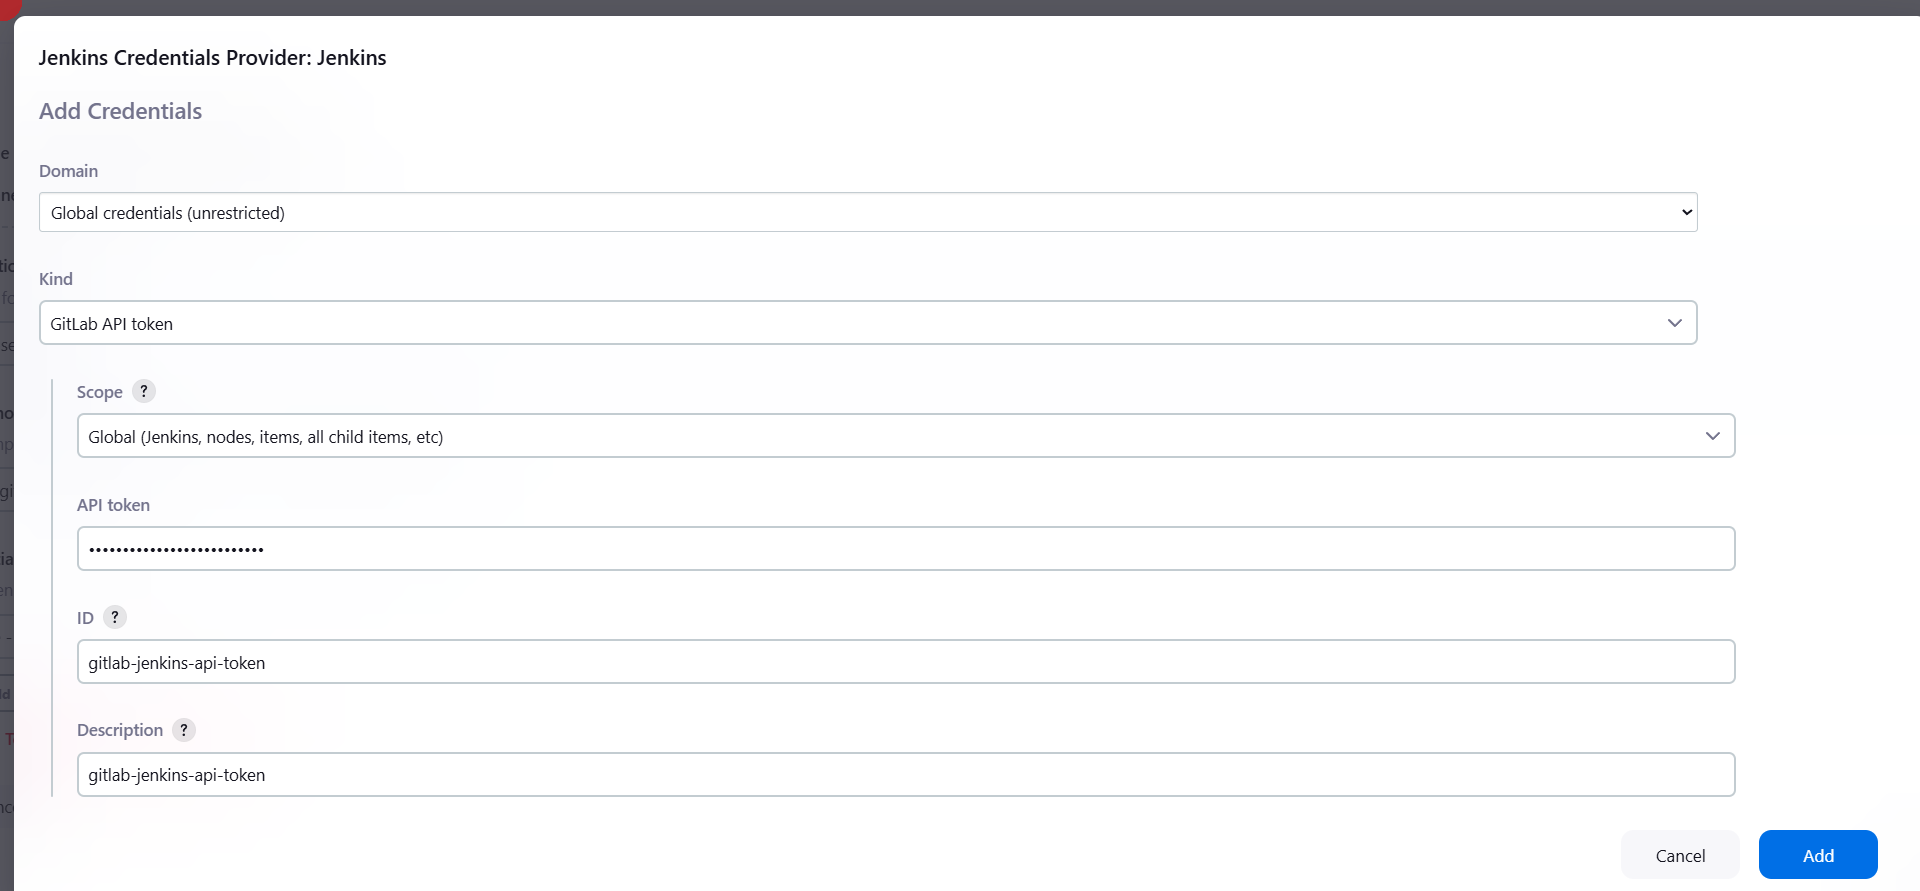 Jenkins Credentials Provider: Jenkins
Add Credentials
Domain
Global credentials (unrestricted)
Kind
GitLab API token
Scope ?
Global (Jenkins, nodes, items, all child items, etc)
API token
••••••••••••••••••••••••••
ID ?
gitlab-jenkins-api-token
Description ?
gitlab-jenkins-api-token
Cancel
Add